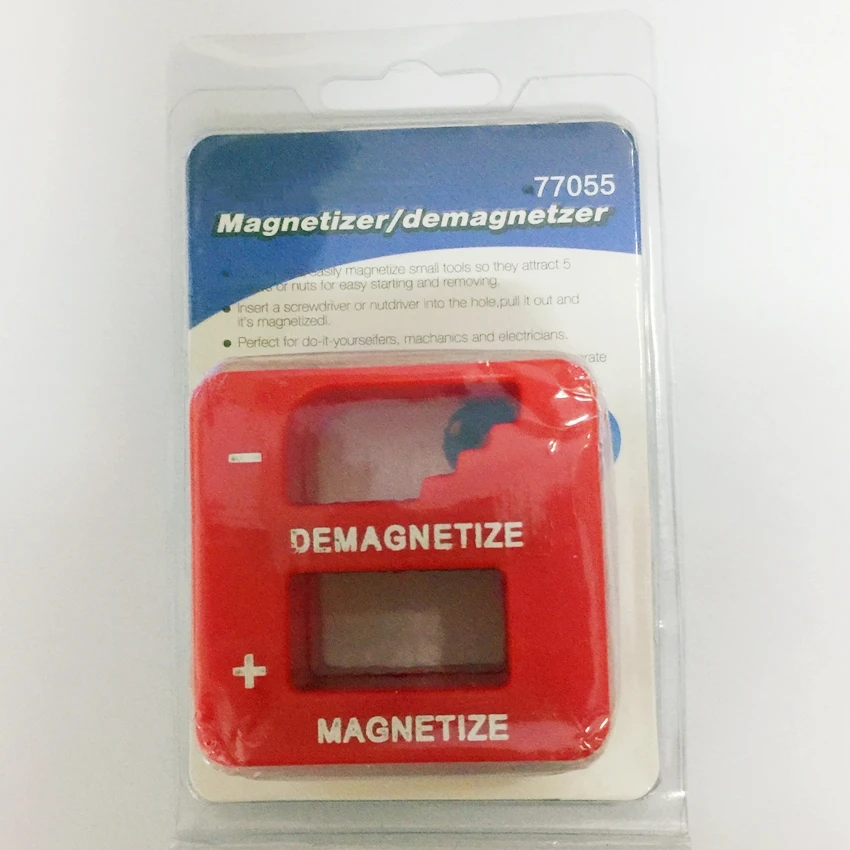 77055
Magnetizer/demagnetzer
easily magnetize small tools so they attract 5
or nuts for easy starting and removing.
● Insert a screwdriver or nutdriver into the hole,pull it out and
it's magnetizedi.
● Perfect for do-it-yourseifers, machanics and electricians.
–
DEMAGNETIZE
+
MAGNETIZE